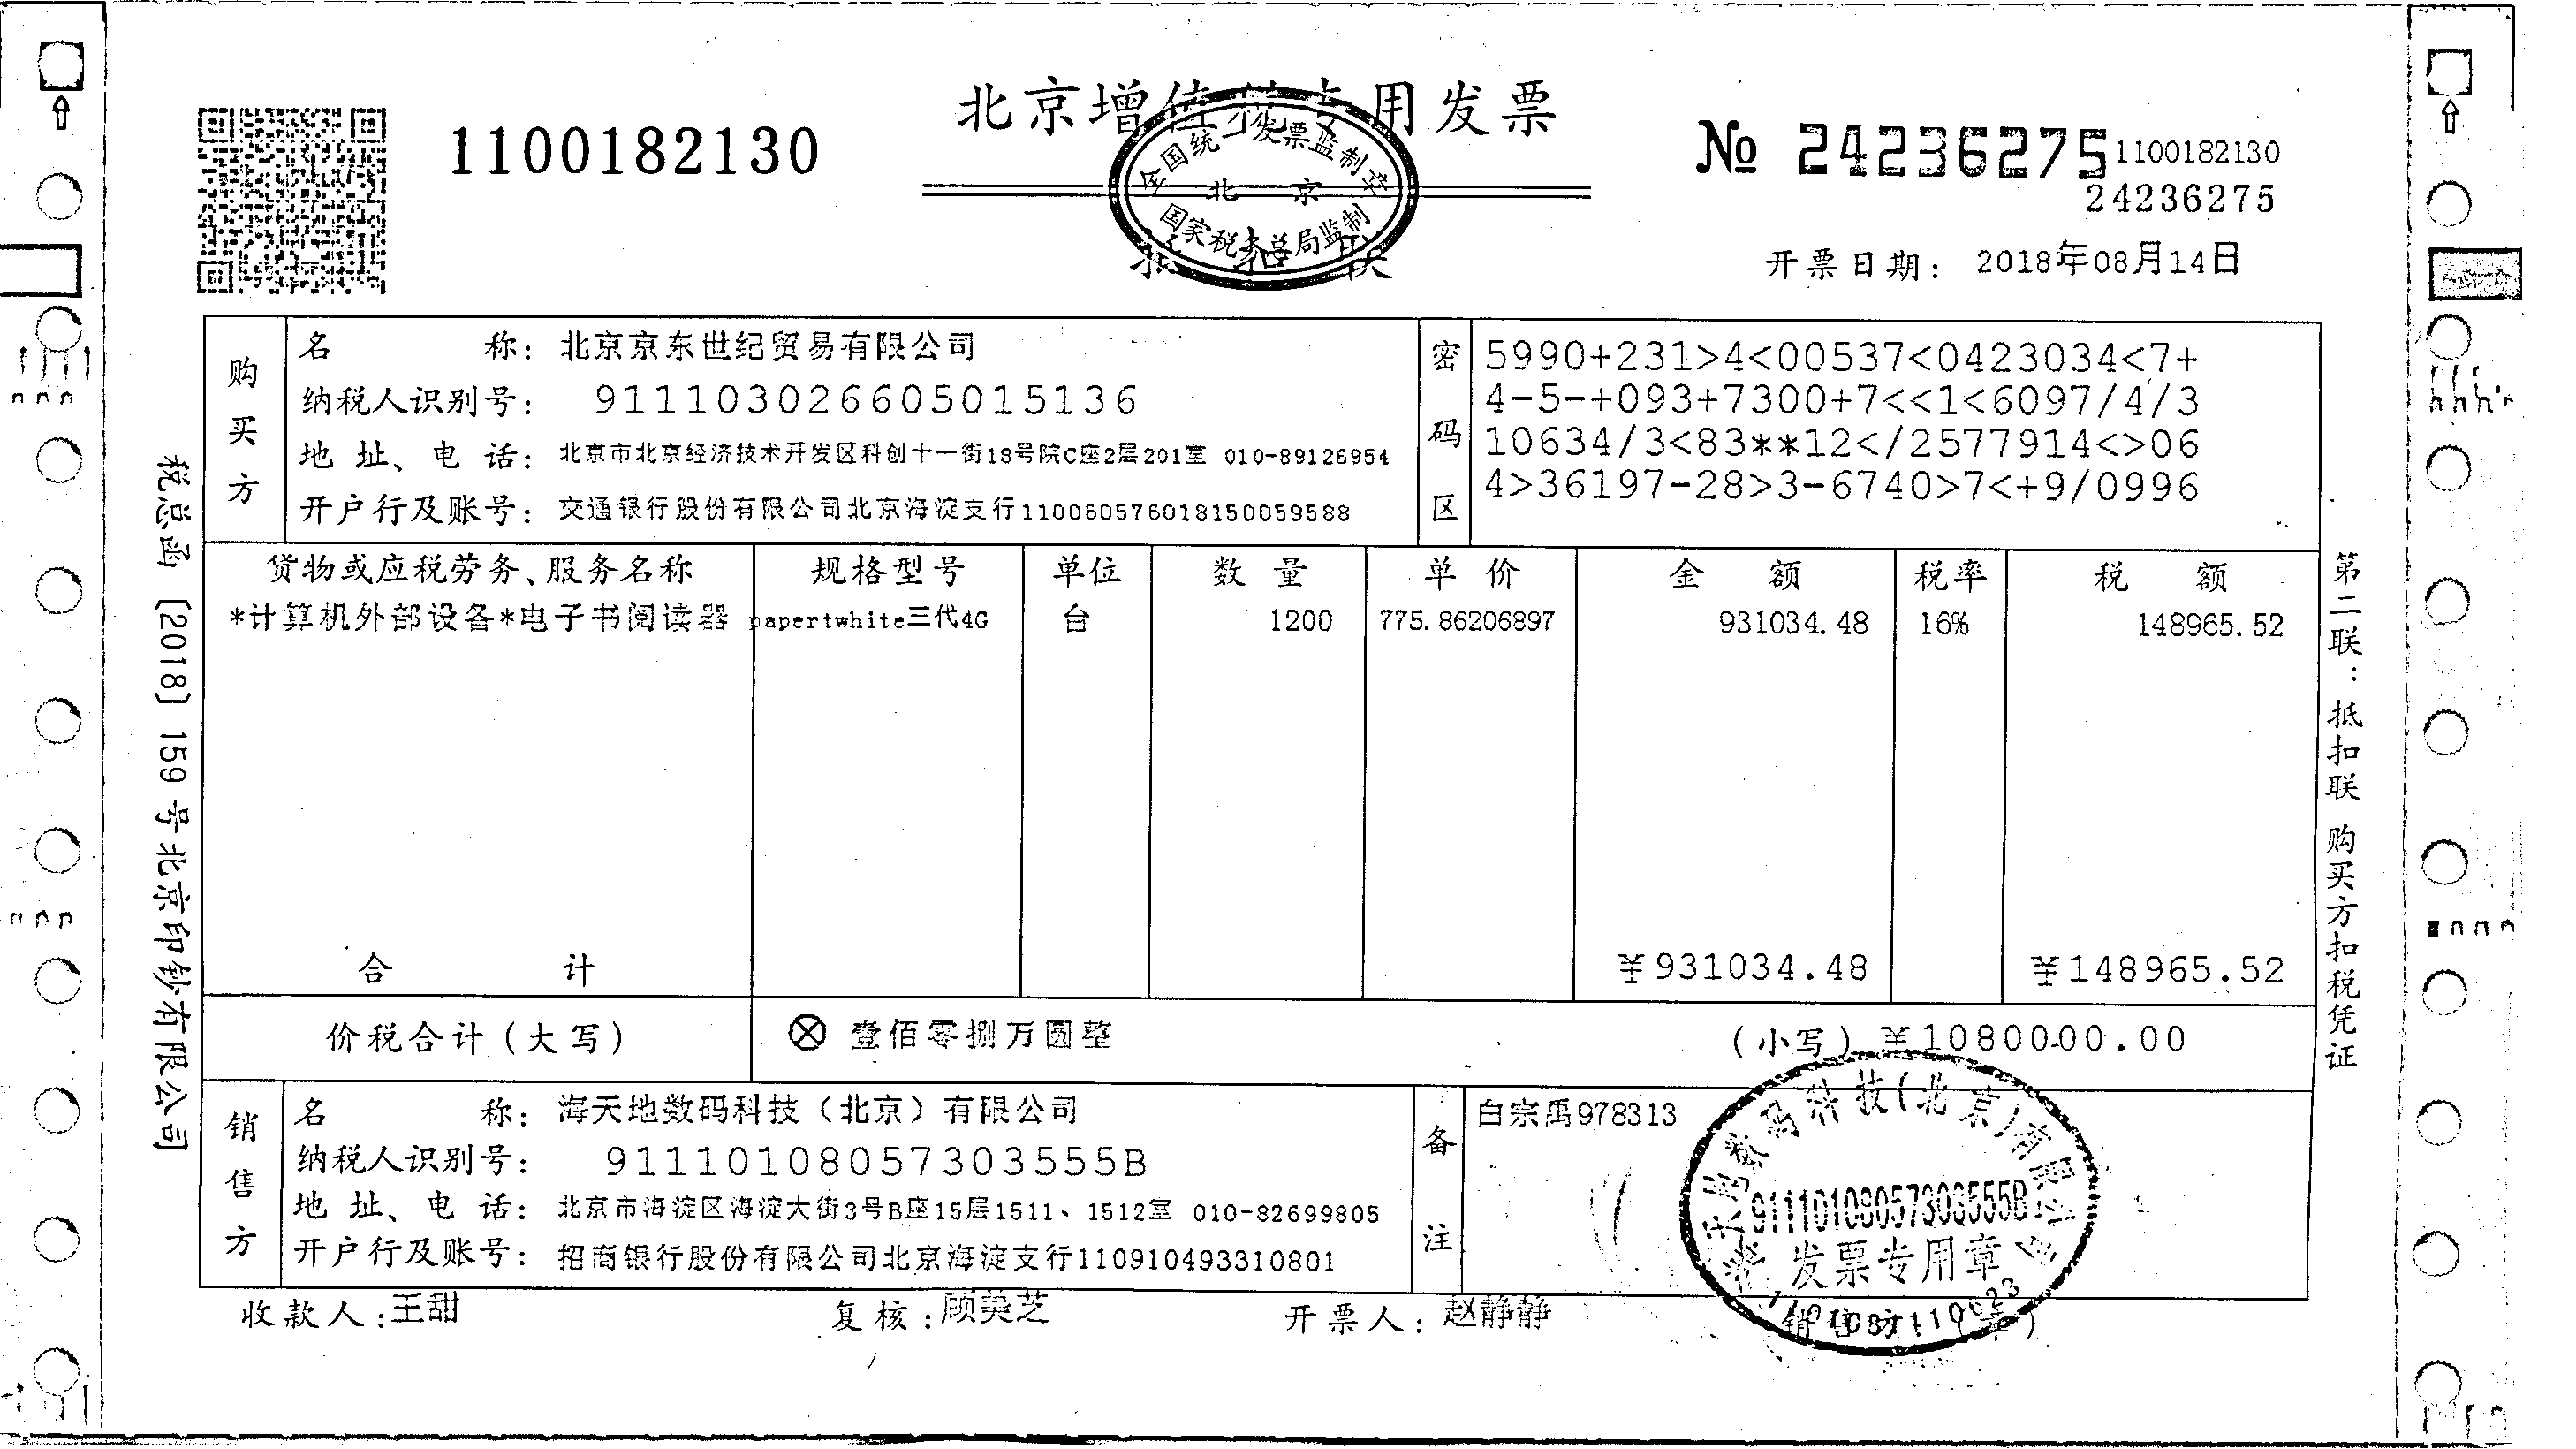 北京增值税专用发票
1100182130
№ 24236275
1100182130
24236275
全国统一发票监制章
北京
国家税务总局监制
抵扣联
开票日期: 2018年08月14日
购买方
名称: 北京京东世纪贸易有限公司
纳税人识别号: 911103026605015136
地址、电话: 北京市北京经济技术开发区科创十一街18号院C座2层201室 010-89126954
开户行及账号: 交通银行股份有限公司北京海淀支行110060576018150059588
密码区
5990+231>4<00537<0423034<7+
4-5-+093+7300+7<<1<6097/4/3
10634/3<83**12</2577914<>06
4>36197-28>3-6740>7<+9/0996
货物或应税劳务、服务名称 规格型号 单位 数量 单价 金额 税率 税额
*计算机外部设备*电子书阅读器 papertwhite三代4G 台 1200 775.86206897 931034.48 16% 148965.52
合计 ¥931034.48 ¥148965.52
价税合计(大写) ⊗ 壹佰零捌万圆整 (小写) ¥1080000.00
销售方
名称: 海天地数码科技（北京）有限公司
纳税人识别号: 91110108057303555B
地址、电话: 北京市海淀区海淀大街3号B座15层1511、1512室 010-82699805
开户行及账号: 招商银行股份有限公司北京海淀支行110910493310801
备注
白宗禹978313
海天地数码科技(北京)有限公司
91110108057303555B
发票专用章
收款人:王甜 复核:顾美芝 开票人: 赵静静 销售方:(章)
税总函 [2018] 159 号北京印钞有限公司
第二联：抵扣联 购买方扣税凭证